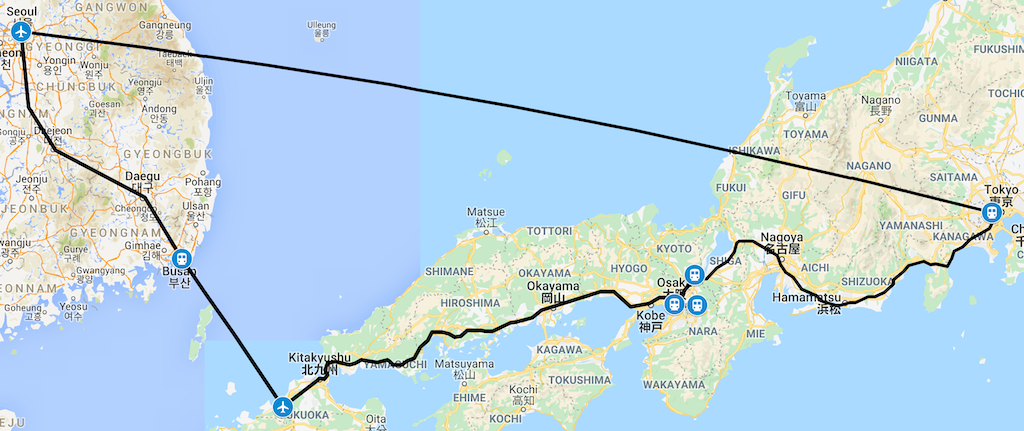 Seoul
서울
GANGWON
Gangneung
강릉
Ulleung
울릉
GYEONGGI
Taebaek
태백
Yongin
용인
Wonju
원주
Yeongju
영주
Uljin
울진
CHUNGBUK
Goesan
괴산
Andong
안동
Gongju
공주
Daejeon
대전
GYEONGBUK
Jeonju
전주
Daegu
대구
Pohang
포항
Cheongdo
청도
Ulsan
울산
JEONBUK
GYEONGNAM
Gimhae
김해
Gurye
구례
Gwangyang
광양
Busan
부산
Goheung
고흥
Yeosu
여수
Kitakyushu
北九州
FUKUOKA
Oita
YAMAGUCHI
HIROSHIMA
SHIMANE
Matsue
松江
TOTTORI
OKAYAMA
Okayama
岡山
Matsuyama
松山
EHIME
KAGAWA
TOKUSHIMA
Kochi
高知
KOCHI
HYOGO
KYOTO
Osaka
Kobe
神戸
NARA
WAKAYAMA
MIE
SHIGA
FUKUI
ISHIKAWA
GIFU
Nagoya
名古屋
AICHI
Hamamatsu
浜松
SHIZUOKA
Toyama
富山
TOYAMA
Nagano
長野
NAGANO
NIIGATA
GUNMA
SAITAMA
Tokyo
東京
YAMANASHI
KANAGAWA